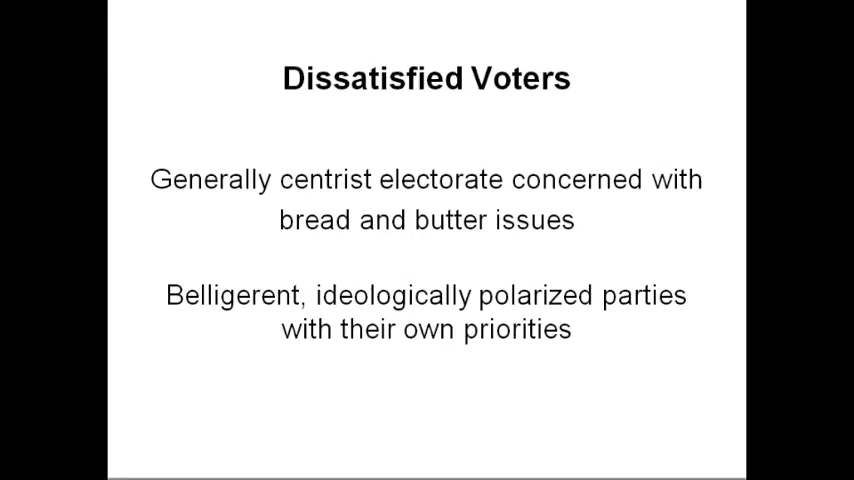 Dissatisfied Voters
Generally centrist electorate concerned with
bread and butter issues
Belligerent, ideologically polarized parties
with their own priorities